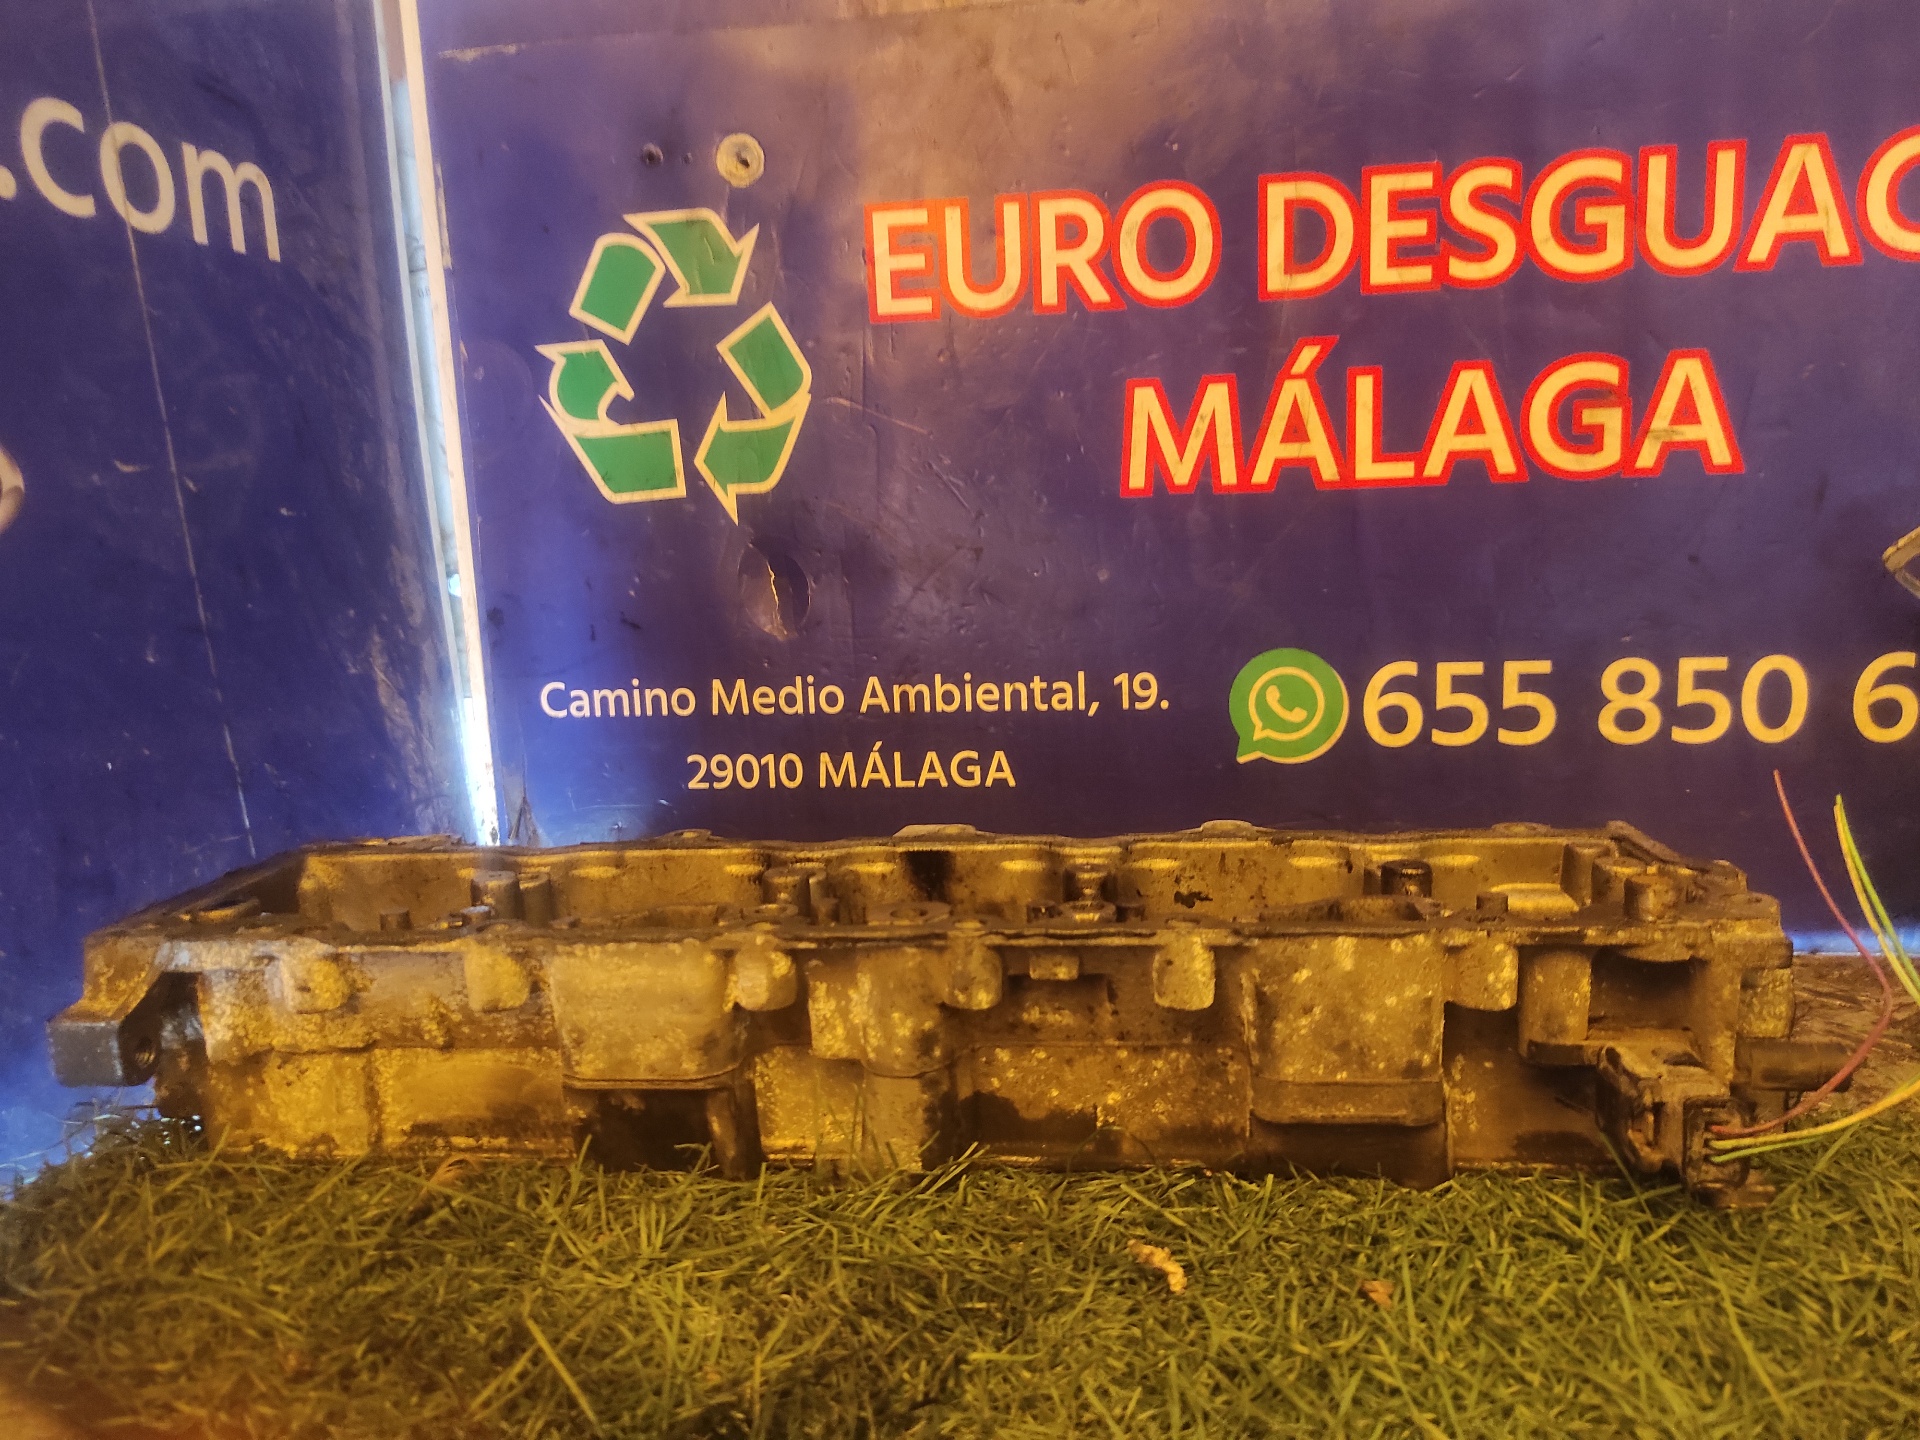 .com
EURO DESGUAC
MÁLAGA
Camino Medio Ambiental, 19.
29010 MÁLAGA
655 850 6